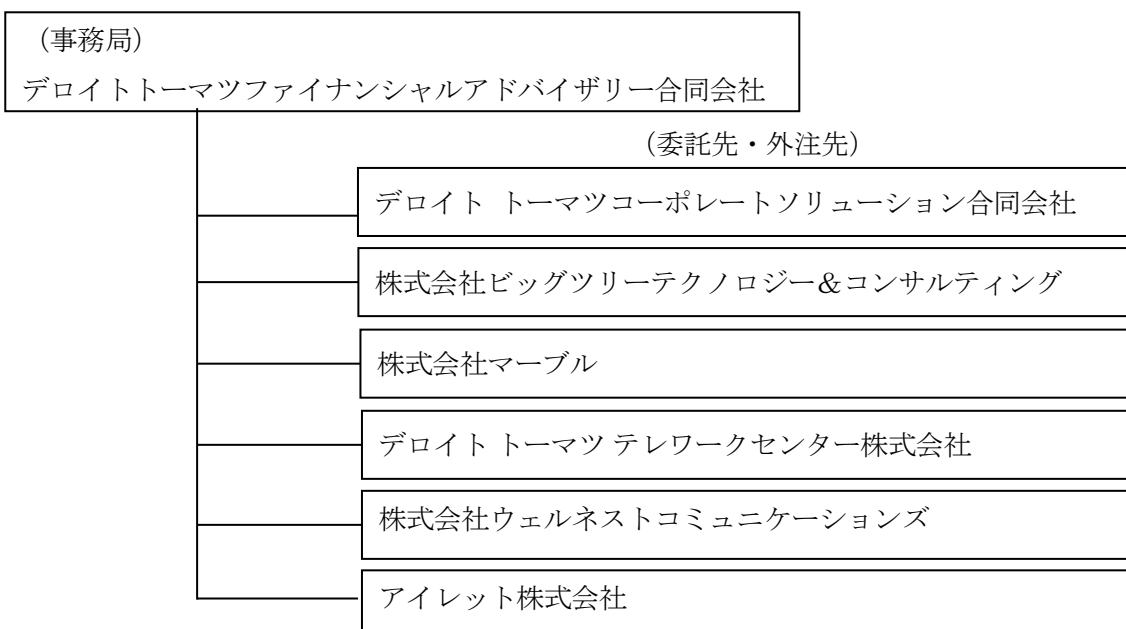 （事務局）
デロイトトーマツファイナンシャルアドバイザリー合同会社
（委託先・外注先）
デロイト トーマツコーポレートソリューション合同会社
株式会社ビッグツリーテクノロジー＆コンサルティング
株式会社マーブル
デロイト トーマツ テレワークセンター株式会社
株式会社ウェルネストコミュニケーションズ
アイレット株式会社